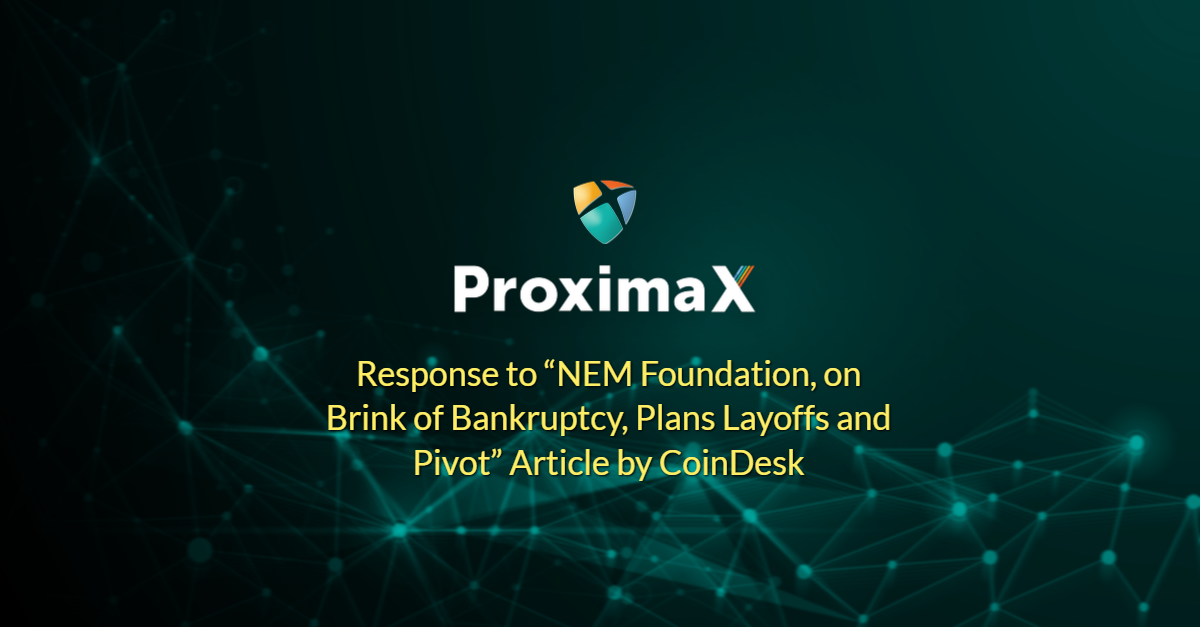 ProximaX
Response to “NEM Foundation, on
Brink of Bankruptcy, Plans Layoffs and
Pivot” Article by CoinDesk